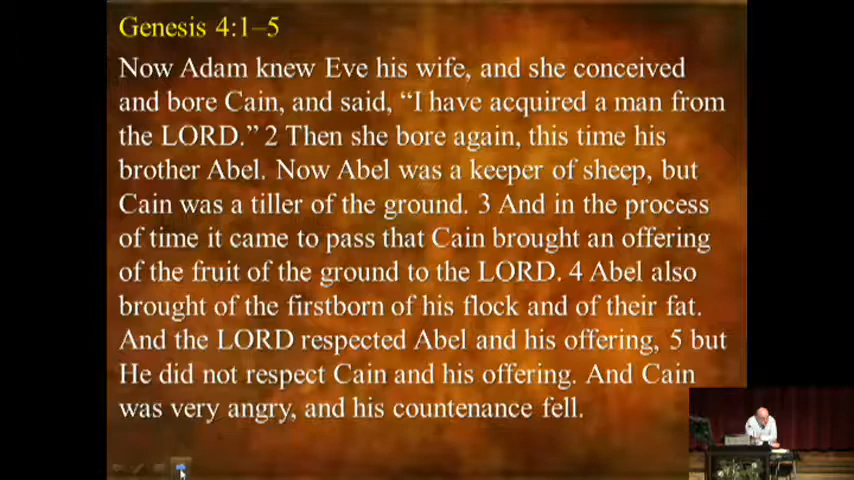 Genesis 4:1–5
Now Adam knew Eve his wife, and she conceived
and bore Cain, and said, “I have acquired a man from
the LORD.” 2 Then she bore again, this time his
brother Abel. Now Abel was a keeper of sheep, but
Cain was a tiller of the ground. 3 And in the process
of time it came to pass that Cain brought an offering
of the fruit of the ground to the LORD. 4 Abel also
brought of the firstborn of his flock and of their fat.
And the LORD respected Abel and his offering, 5 but
He did not respect Cain and his offering. And Cain
was very angry, and his countenance fell.